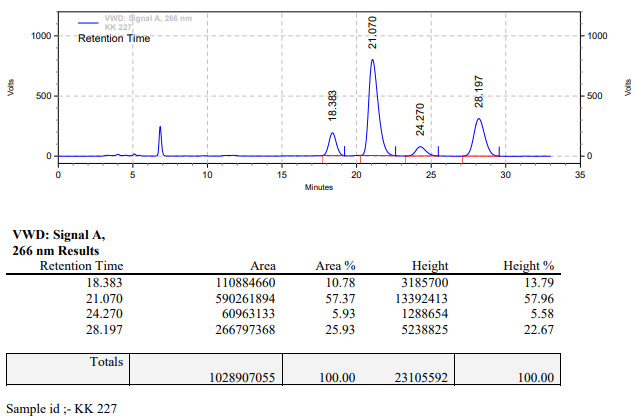 VWD: Signal A, 266 nm
KK 227
Retention Time
1000
500
0
Volts
18.383
21.070
24.270
28.197
1000
500
0
Volts
0 5 10 15 20 25 30 35
Minutes
VWD: Signal A,
266 nm Results
Retention Time Area Area % Height Height %
18.383 110884660 10.78 3185700 13.79
21.070 590261894 57.37 13392413 57.96
24.270 60963133 5.93 1288654 5.58
28.197 266797368 25.93 5238825 22.67
Totals
1028907055 100.00 23105592 100.00
Sample id ;- KK 227